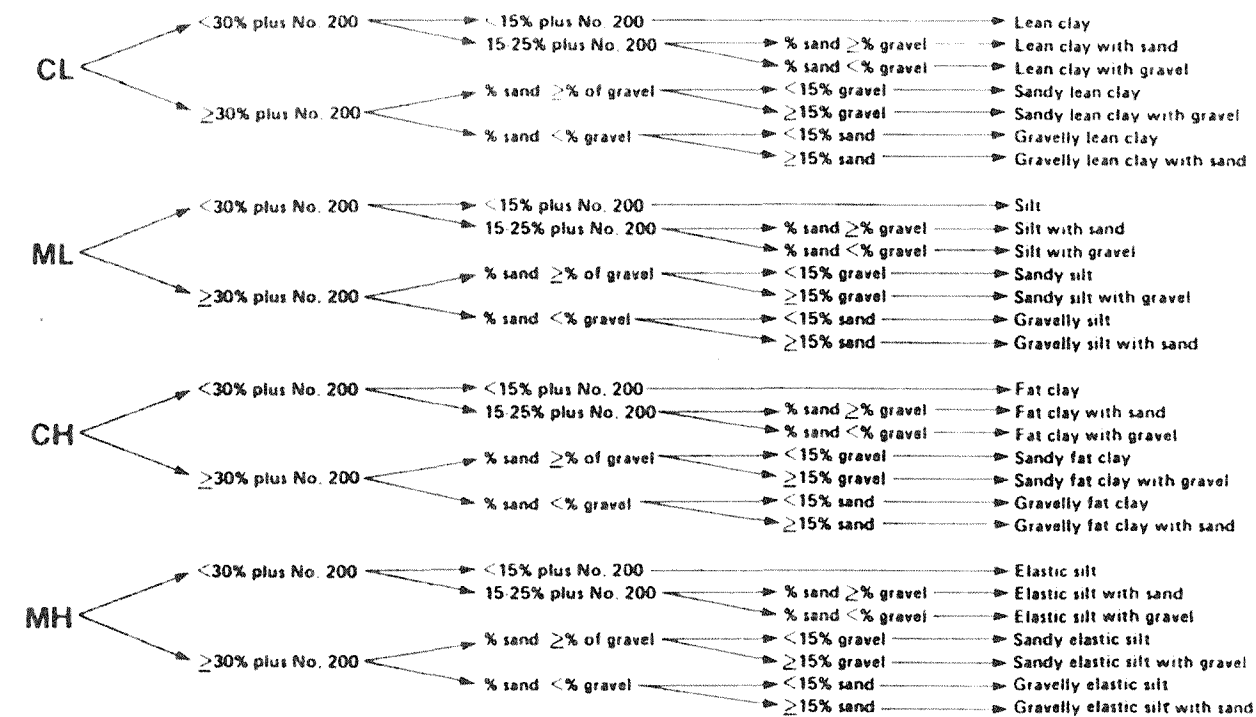 <30% plus No. 200 <15% plus No. 200 Lean clay
15-25% plus No. 200 % sand ≥% gravel Lean clay with sand
CL % sand <% gravel Lean clay with gravel
% sand ≥% of gravel <15% gravel Sandy lean clay
≥30% plus No. 200 ≥15% gravel Sandy lean clay with gravel
% sand <% gravel <15% sand Gravelly lean clay
≥15% sand Gravelly lean clay with sand
<30% plus No. 200 <15% plus No. 200 Silt
15-25% plus No. 200 % sand ≥% gravel Silt with sand
ML % sand <% gravel Silt with gravel
% sand ≥% of gravel <15% gravel Sandy silt
≥30% plus No. 200 ≥15% gravel Sandy silt with gravel
% sand <% gravel <15% sand Gravelly silt
≥15% sand Gravelly silt with sand
<30% plus No. 200 <15% plus No. 200 Fat clay
15-25% plus No. 200 % sand ≥% gravel Fat clay with sand
CH % sand <% gravel Fat clay with gravel
% sand ≥% of gravel <15% gravel Sandy fat clay
≥30% plus No. 200 ≥15% gravel Sandy fat clay with gravel
% sand <% gravel <15% sand Gravelly fat clay
≥15% sand Gravelly fat clay with sand
<30% plus No. 200 <15% plus No. 200 Elastic silt
15-25% plus No. 200 % sand ≥% gravel Elastic silt with sand
MH % sand <% gravel Elastic silt with gravel
% sand ≥% of gravel <15% gravel Sandy elastic silt
≥30% plus No. 200 ≥15% gravel Sandy elastic silt with gravel
% sand <% gravel <15% sand Gravelly elastic silt
≥15% sand Gravelly elastic silt with sand